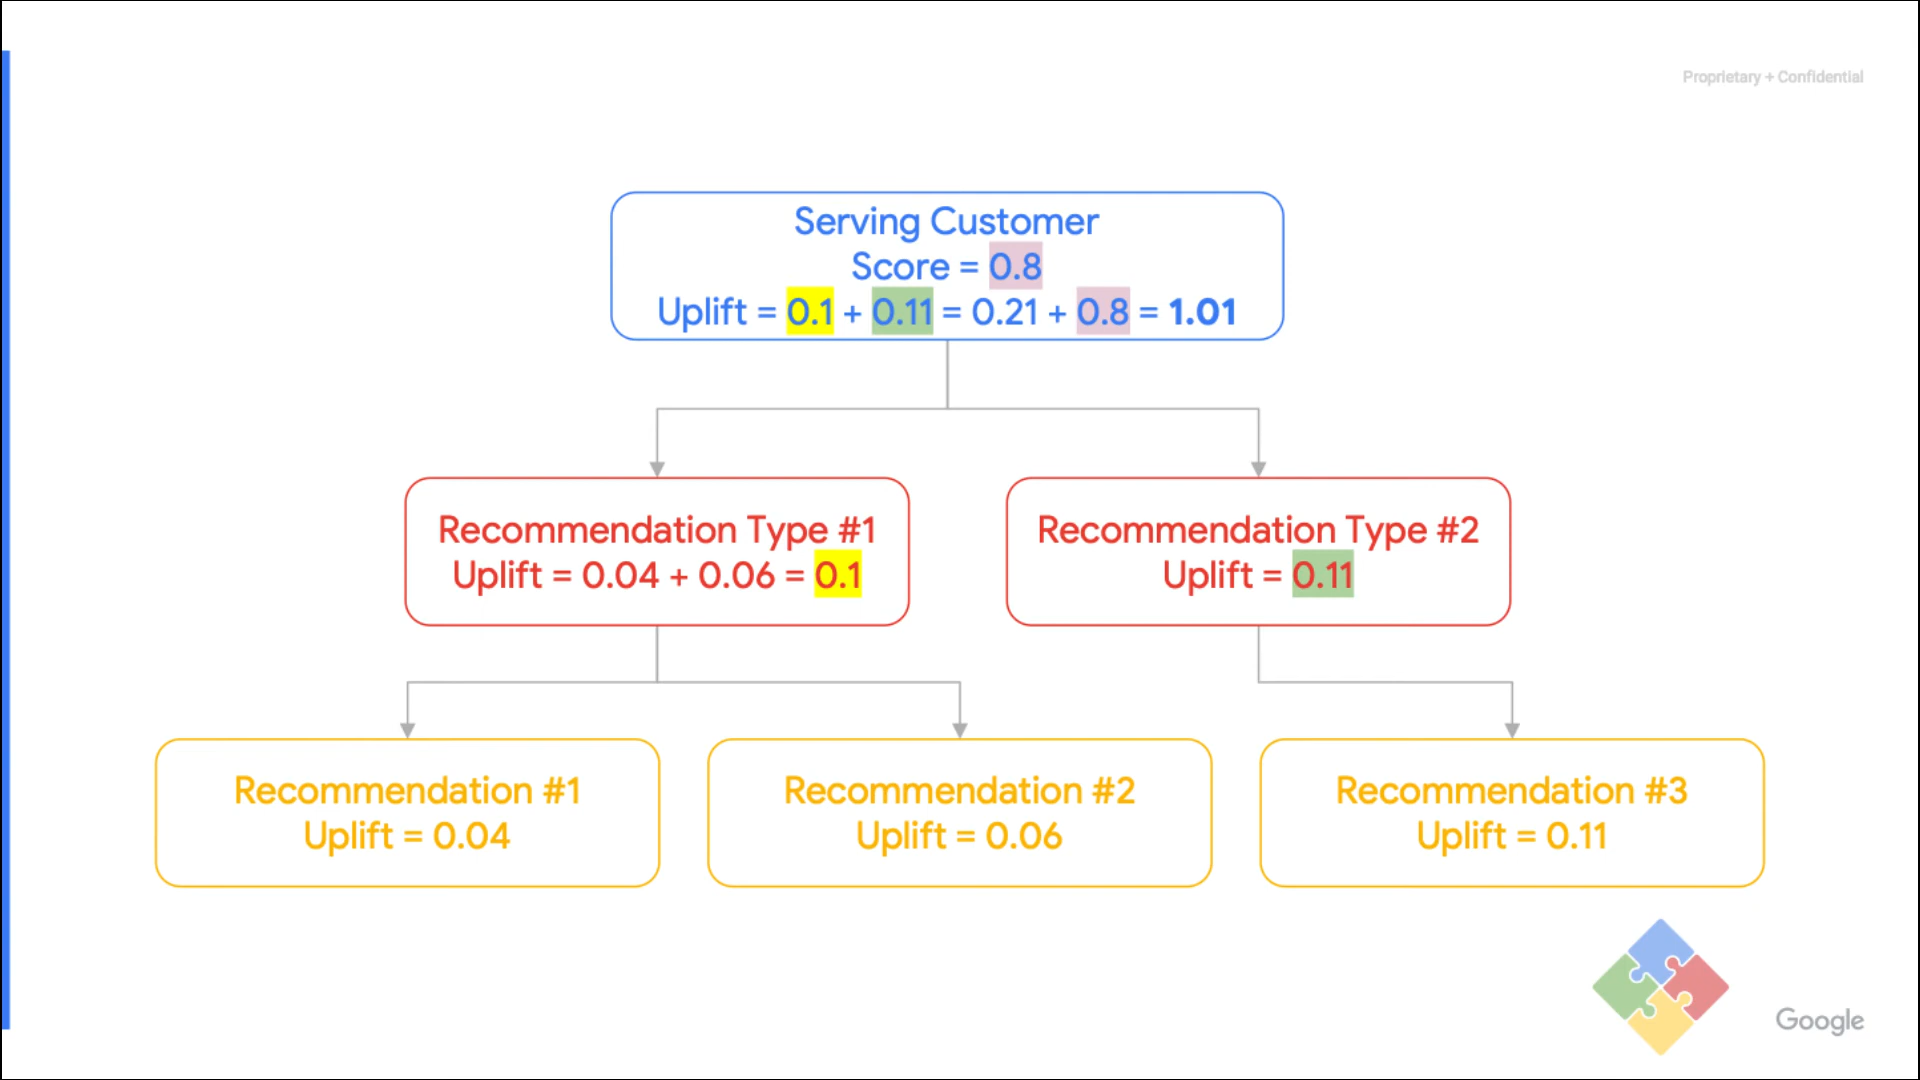 Proprietary + Confidential
Serving Customer
Score = 0.8
Uplift = 0.1 + 0.11 = 0.21 + 0.8 = 1.01
Recommendation Type #1
Uplift = 0.04 + 0.06 = 0.1
Recommendation Type #2
Uplift = 0.11
Recommendation #1
Uplift = 0.04
Recommendation #2
Uplift = 0.06
Recommendation #3
Uplift = 0.11
Google